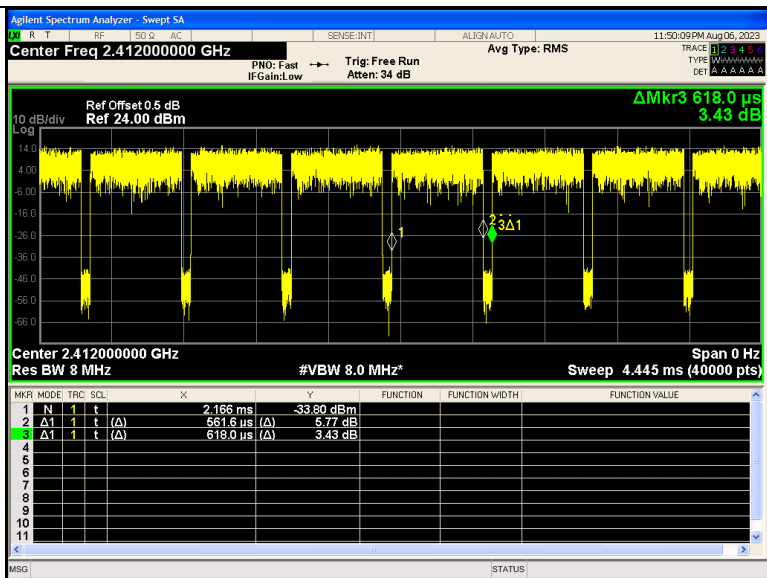 Agilent Spectrum Analyzer - Swept SA
LXI R T RF 50 Ω AC SENSE:INT ALIGN AUTO 11:50:09 PM Aug 06, 2023
Center Freq 2.412000000 GHz Avg Type: RMS TRACE 1 2 3 4 5 6
PNO: Fast Trig: Free Run TYPE WWWWWW
IFGain:Low Atten: 34 dB DET A A A A A A
ΔMkr3 618.0 µs
3.43 dB
Ref Offset 0.5 dB
10 dB/div Ref 24.00 dBm
Log
14.0
4.00
-6.00
-16.0
-26.0
-36.0
-46.0
-56.0
-66.0
1
2
3Δ1
Center 2.412000000 GHz Span 0 Hz
Res BW 8 MHz #VBW 8.0 MHz* Sweep 4.445 ms (40000 pts)
MKR MODE TRC SCL X Y FUNCTION FUNCTION WIDTH FUNCTION VALUE
1 N 1 t 2.166 ms -33.80 dBm
2 Δ1 1 t (Δ) 561.6 µs (Δ) 5.77 dB
3 Δ1 1 t (Δ) 618.0 µs (Δ) 3.43 dB
4
5
6
7
8
9
10
11
MSG STATUS